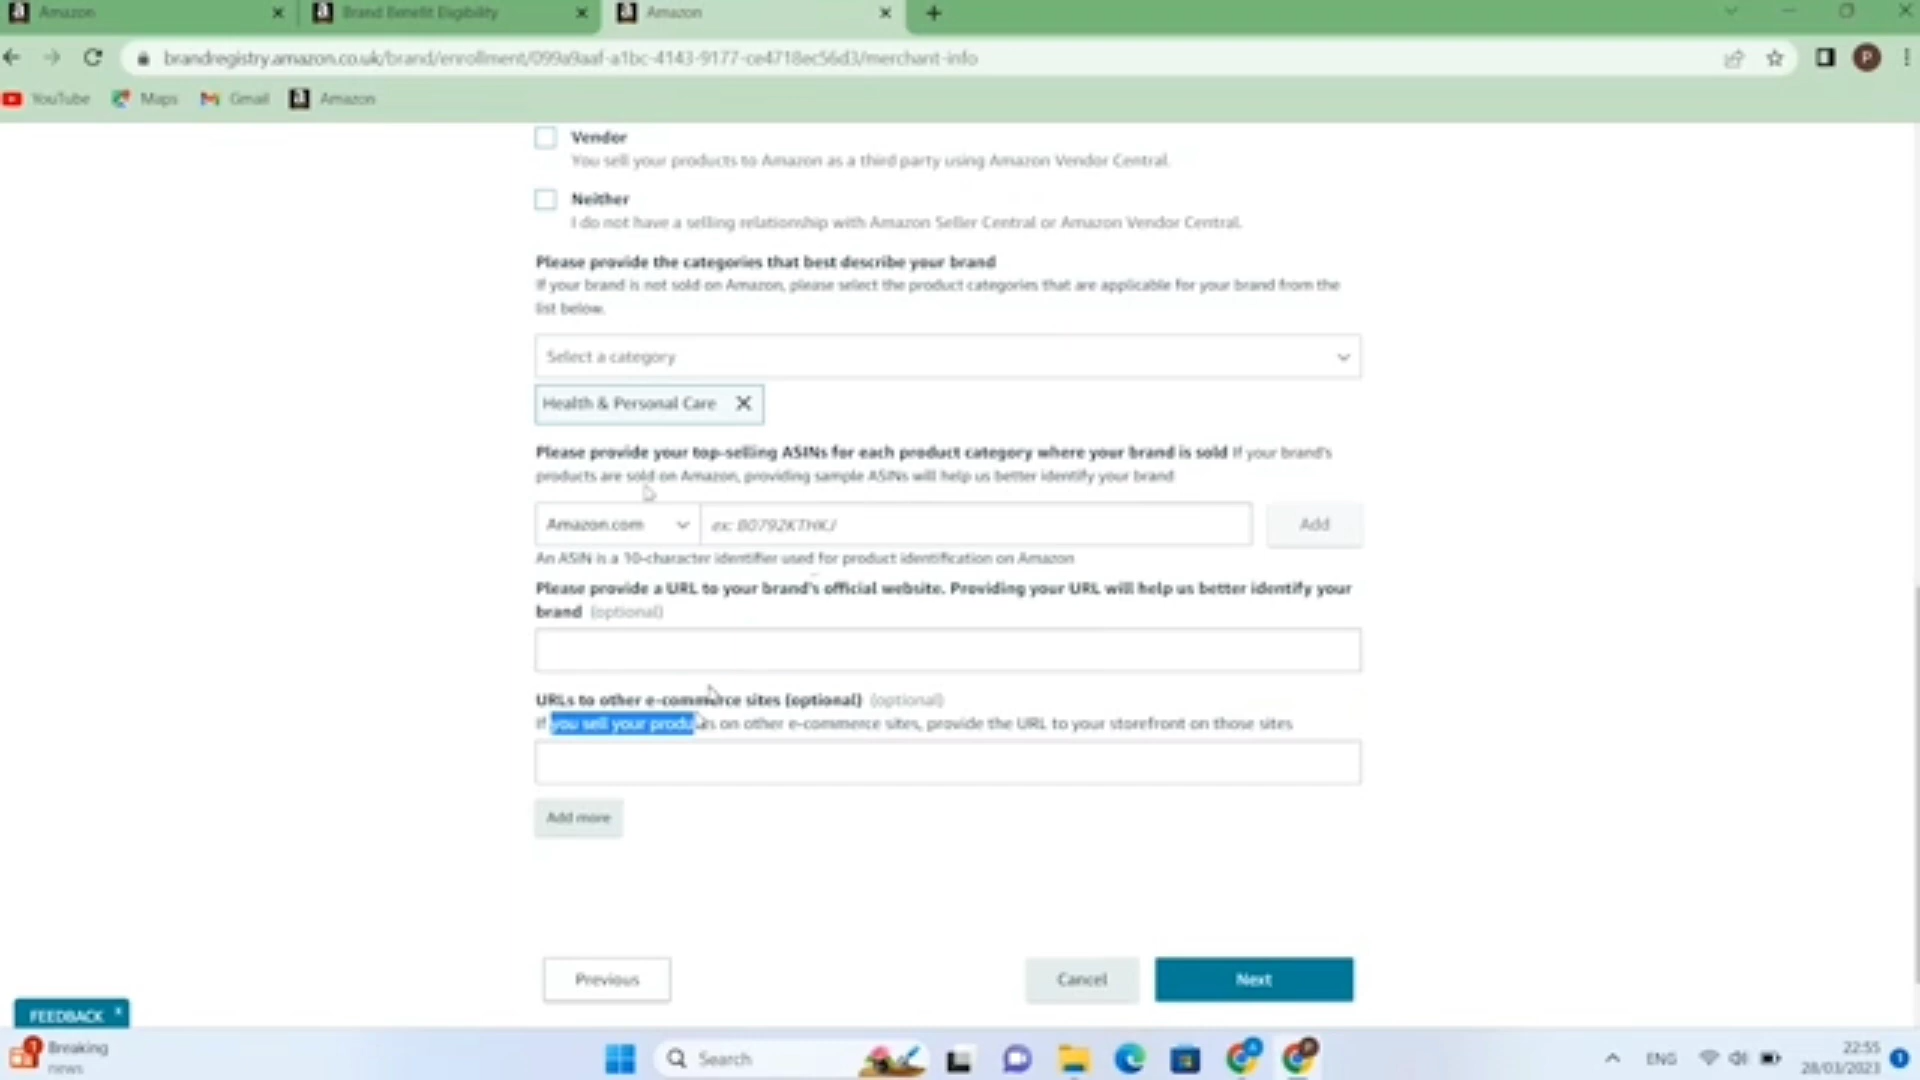 Amazon
Brand Benefit Eligibility
Amazon
brandregistry.amazon.co.uk/brand/enrollment/099a9aaf-a1bc-4143-9177-ce4718ec56d3/merchant-info
YouTube
Maps
Gmail
Amazon
Vendor
You sell your products to Amazon as a third party using Amazon Vendor Central.
Neither
I do not have a selling relationship with Amazon Seller Central or Amazon Vendor Central.
Please provide the categories that best describe your brand
If your brand is not sold on Amazon, please select the product categories that are applicable for your brand from the
list below.
Select a category
Health & Personal Care
Please provide your top-selling ASINs for each product category where your brand is sold If your brand's
products are sold on Amazon, providing sample ASINs will help us better identify your brand
Amazon.com
ex: B0792KTHKJ
Add
An ASIN is a 10-character identifier used for product identification on Amazon
Please provide a URL to your brand's official website. Providing your URL will help us better identify your
brand (optional)
URLs to other e-commerce sites (optional) (optional)
If you sell your products on other e-commerce sites, provide the URL to your storefront on those sites
Add more
Previous
Cancel
Next
FEEDBACK
1
Breaking
news
Search
ENG
22:55
28/03/2023
1
P